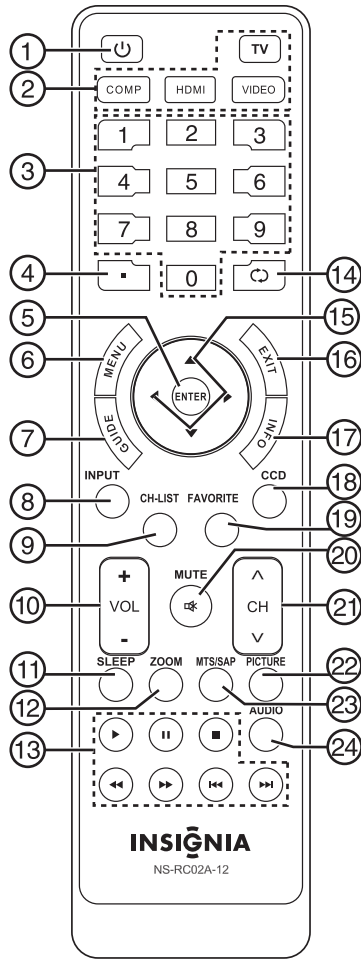 1 TV
2 COMP HDMI VIDEO
1 2 3
3
4 5 6
7 8 9
4 0 14
5 15
6 MENU EXIT 16
ENTER
7 GUIDE INFO 17
INPUT CCD 18
8 CH-LIST FAVORITE
9 19
MUTE 20
+
10 VOL CH 21
-
SLEEP ZOOM MTS/SAP PICTURE
11 22
12 23
AUDIO
13 24
INSIGNIA
NS-RC02A-12